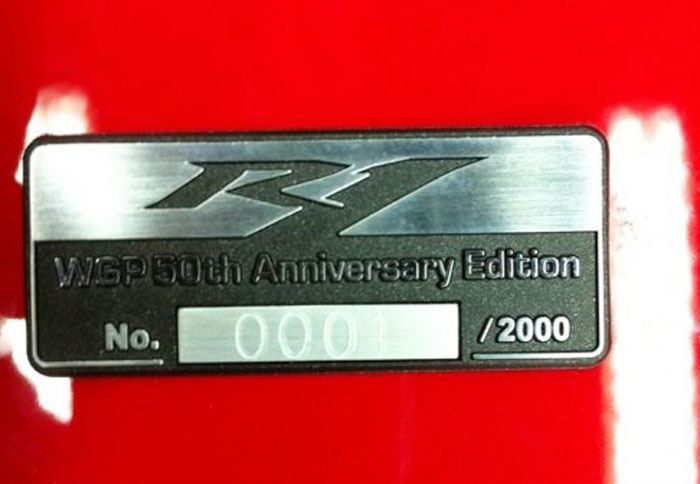 R1
WGP 50th Anniversary Edition
No. 0001 /2000